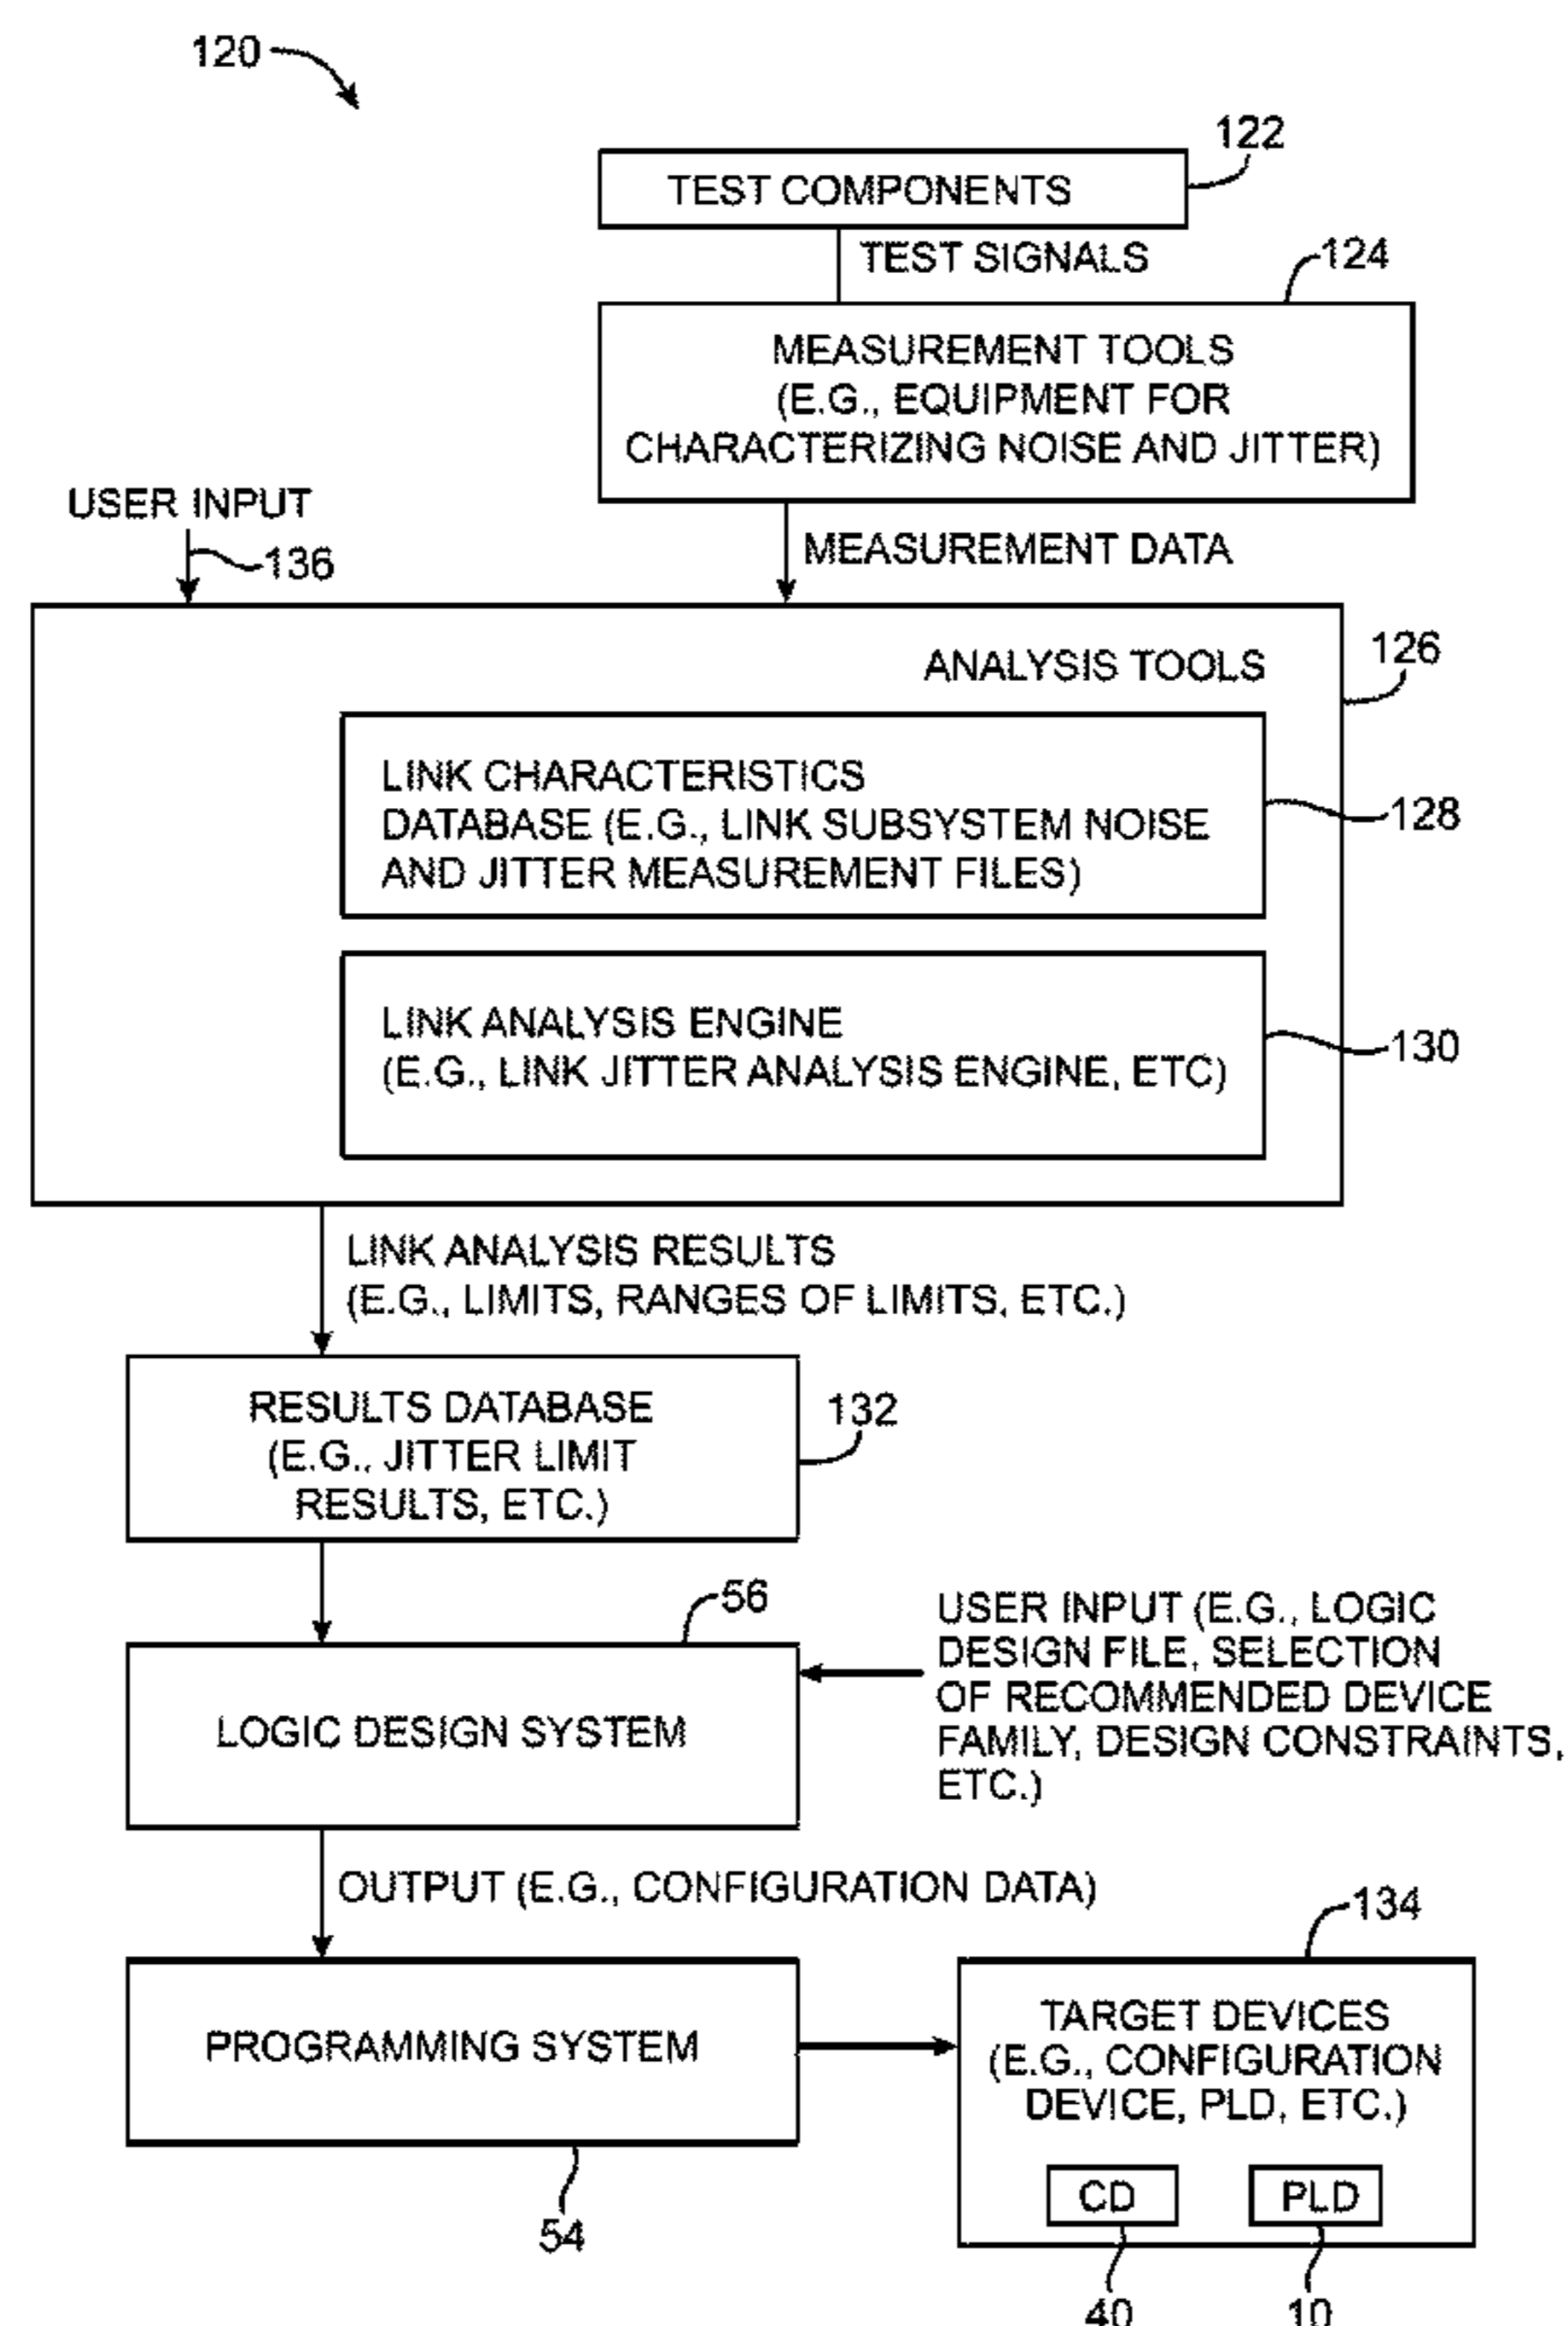 120
122
TEST COMPONENTS
TEST SIGNALS
124
MEASUREMENT TOOLS
(E.G., EQUIPMENT FOR
CHARACTERIZING NOISE AND JITTER)
USER INPUT
136
MEASUREMENT DATA
ANALYSIS TOOLS
126
LINK CHARACTERISTICS
DATABASE (E.G., LINK SUBSYSTEM NOISE
AND JITTER MEASUREMENT FILES)
128
LINK ANALYSIS ENGINE
(E.G., LINK JITTER ANALYSIS ENGINE, ETC)
130
LINK ANALYSIS RESULTS
(E.G., LIMITS, RANGES OF LIMITS, ETC.)
RESULTS DATABASE
(E.G., JITTER LIMIT
RESULTS, ETC.)
132
56
LOGIC DESIGN SYSTEM
USER INPUT (E.G., LOGIC
DESIGN FILE, SELECTION
OF RECOMMENDED DEVICE
FAMILY, DESIGN CONSTRAINTS,
ETC.)
OUTPUT (E.G., CONFIGURATION DATA)
134
PROGRAMMING SYSTEM
54
TARGET DEVICES
(E.G., CONFIGURATION
DEVICE, PLD, ETC.)
CD
PLD
40
10